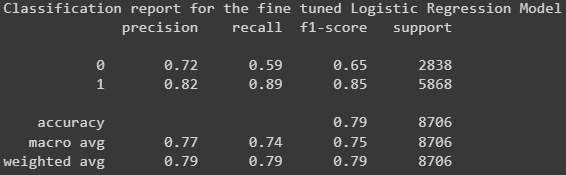 Classification report for the fine tuned Logistic Regression Model
precision recall f1-score support
0 0.72 0.59 0.65 2838
1 0.82 0.89 0.85 5868
accuracy 0.79 8706
macro avg 0.77 0.74 0.75 8706
weighted avg 0.79 0.79 0.79 8706